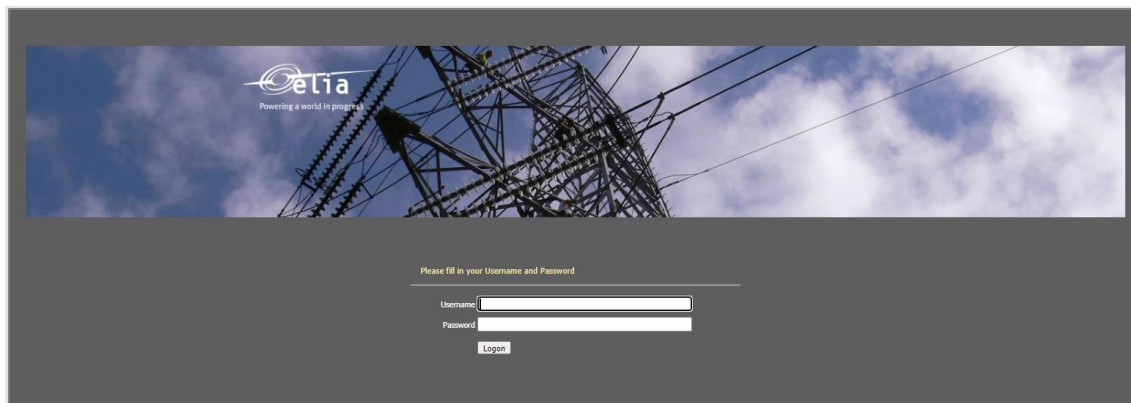 elia
Powering a world in progress
Please fill in your Username and Password
Username
Password
Logon